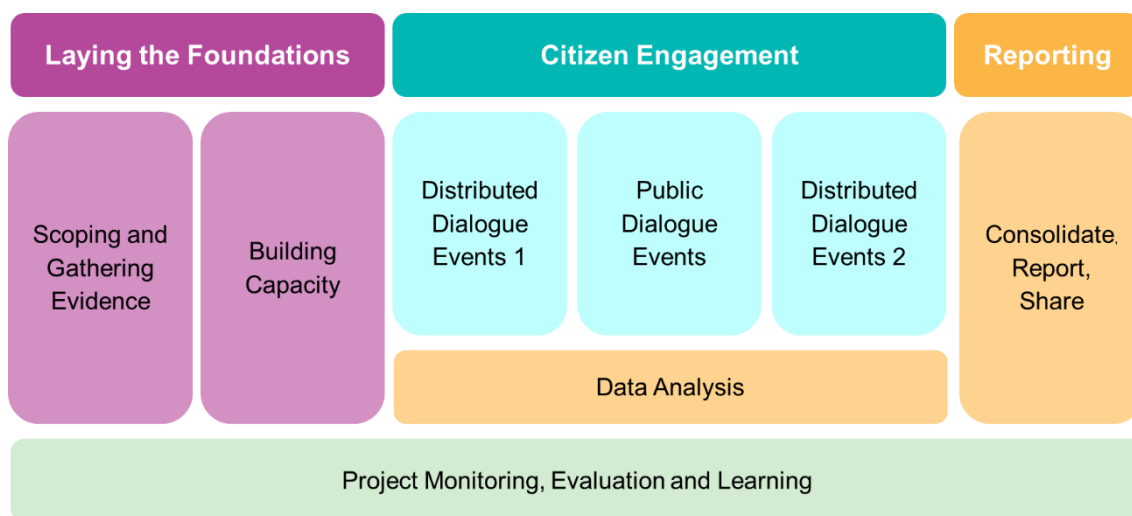 Laying the Foundations
Citizen Engagement
Reporting
Scoping and
Gathering
Evidence
Building
Capacity
Distributed
Dialogue
Events 1
Public
Dialogue
Events
Distributed
Dialogue
Events 2
Consolidate,
Report,
Share
Data Analysis
Project Monitoring, Evaluation and Learning